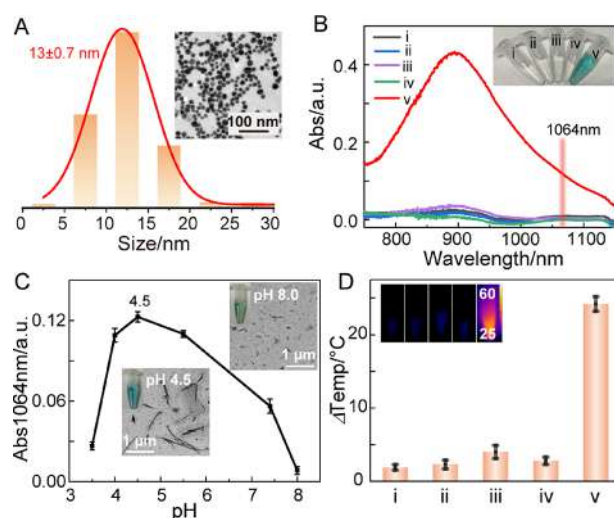 A
13±0.7 nm
100 nm
0 5 10 15 20 25 30
Size/nm
B
Abs/a.u.
0.4
0.2
0.0
i
ii
iii
iv
v
i ii iii iv v
1064nm
800 900 1000 1100
Wavelength/nm
C
Abs1064nm/a.u.
0.12
0.06
0.00
4.5
pH 8.0
1 μm
pH 4.5
1 μm
3 4 5 6 7 8
pH
D
ΔTemp/°C
20
10
0
60
25
i ii iii iv v